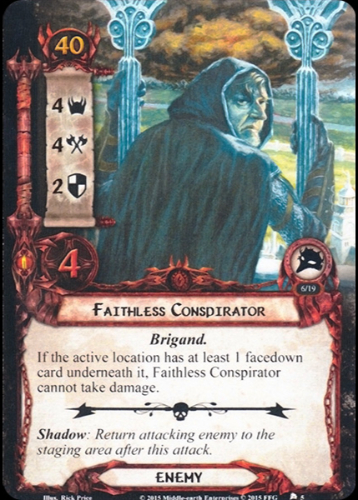 40
4
4
2
4
6/19
FAITHLESS CONSPIRATOR
Brigand.
If the active location has at least 1 facedown
card underneath it, Faithless Conspirator
cannot take damage.
Shadow: Return attacking enemy to the
staging area after this attack.
ENEMY
Illus. Rick Price © 2015 Middle-earth Enterprises © 2015 FFG 5